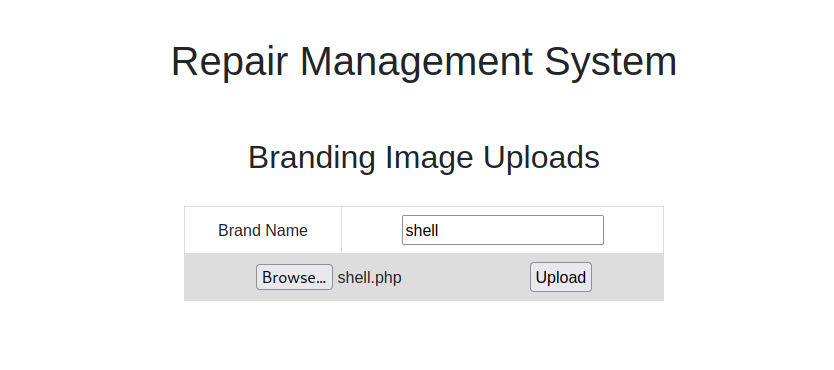 Repair Management System
Branding Image Uploads
Brand Name shell
Browse... shell.php Upload